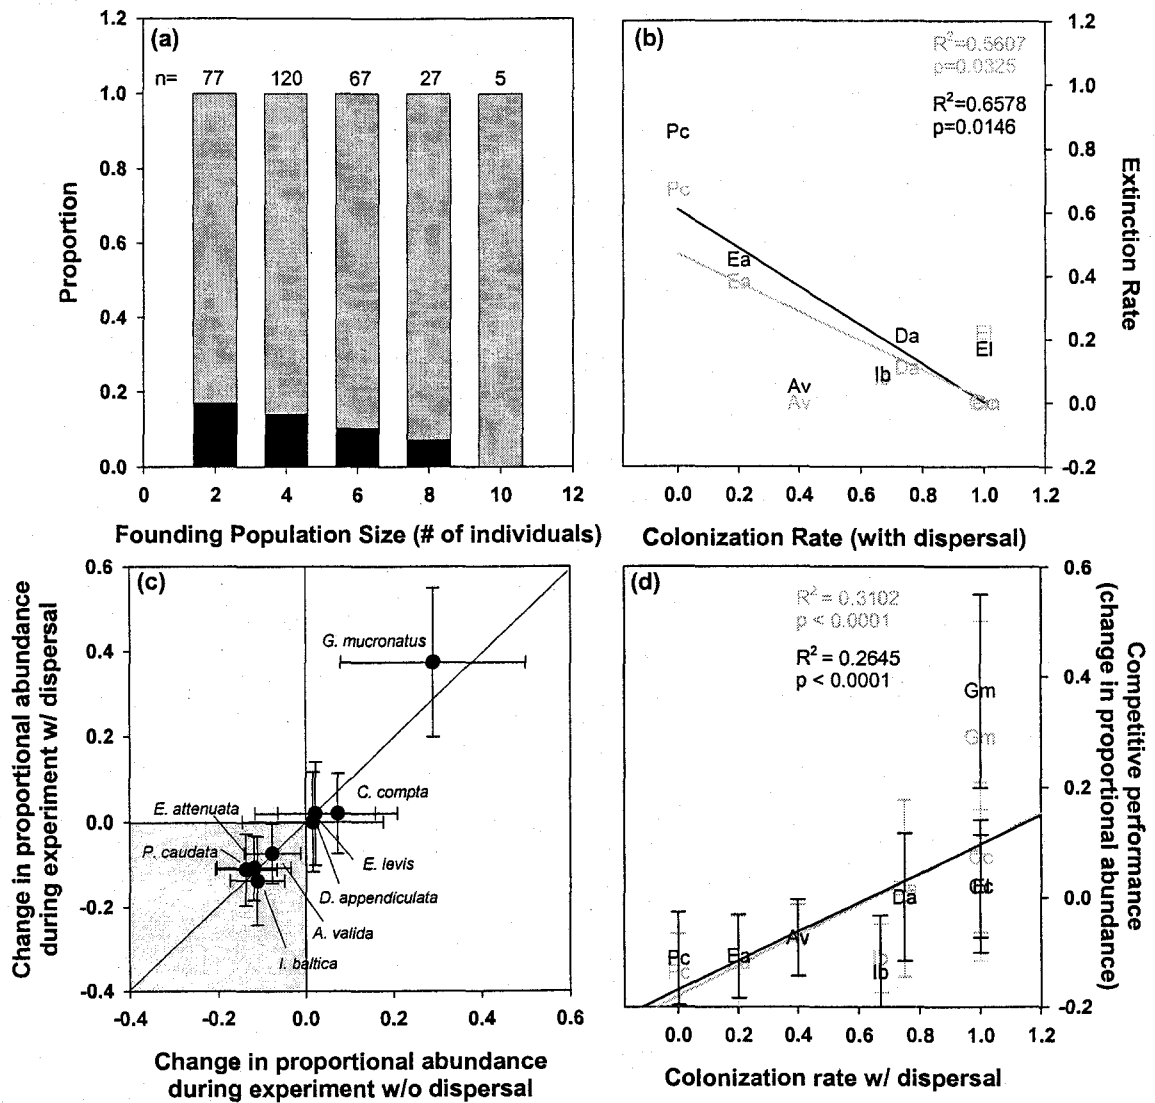 (a)
n= 77 120 67 27 5
1.2
1.0
0.8
0.6
0.4
0.2
0.0
Proportion
0 2 4 6 8 10 12
Founding Population Size (# of individuals)
(b)
R²=0.5607
p=0.0325
R²=0.6578
p=0.0146
Pc
Pc
Ea
Ea
Da
Da
El
El
Ib
Av
Av
1.2
1.0
0.8
0.6
0.4
0.2
0.0
-0.2
Extinction Rate
0.0 0.2 0.4 0.6 0.8 1.0 1.2
Colonization Rate (with dispersal)
(c)
0.6
0.4
0.2
0.0
-0.2
-0.4
Change in proportional abundance
during experiment w/ dispersal
G. mucronatus
C. compta
E. attenuata
P. caudata
E. levis
D. appendiculata
A. valida
I. baltica
-0.4 -0.2 0.0 0.2 0.4 0.6
Change in proportional abundance
during experiment w/o dispersal
(d)
R² = 0.3102
p < 0.0001
R² = 0.2645
p < 0.0001
Gm
Gm
Cc
Da
Av
Ea
Pc
Pc
Ib
0.6
0.4
0.2
0.0
-0.2
Competitive performance
(change in proportional abundance)
0.0 0.2 0.4 0.6 0.8 1.0 1.2
Colonization rate w/ dispersal